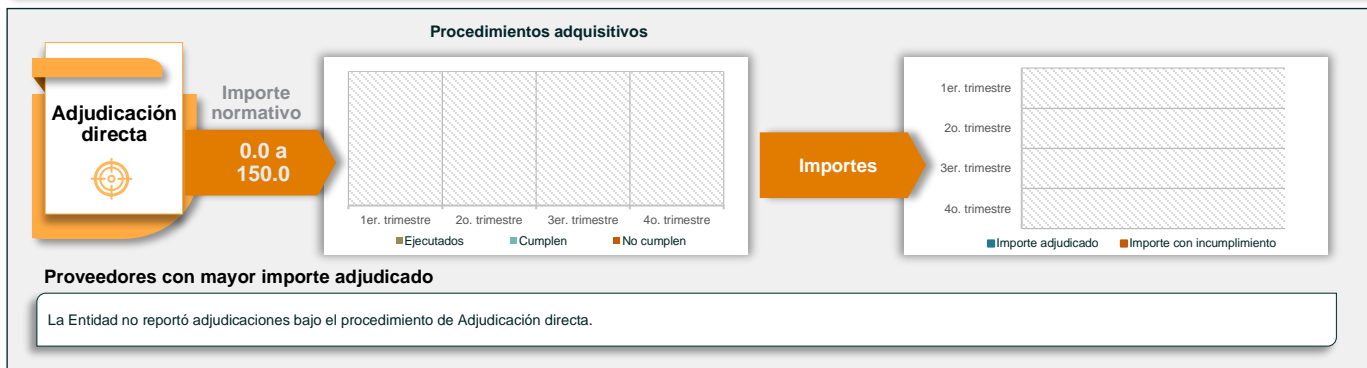 Procedimientos adquisitivos
Adjudicación
directa
Importe
normativo
0.0 a
150.0
1er. trimestre
2o. trimestre
3er. trimestre
4o. trimestre
Ejecutados
Cumplen
No cumplen
Importes
1er. trimestre
2o. trimestre
3er. trimestre
4o. trimestre
Importe adjudicado
Importe con incumplimiento
Proveedores con mayor importe adjudicado
La Entidad no reportó adjudicaciones bajo el procedimiento de Adjudicación directa.